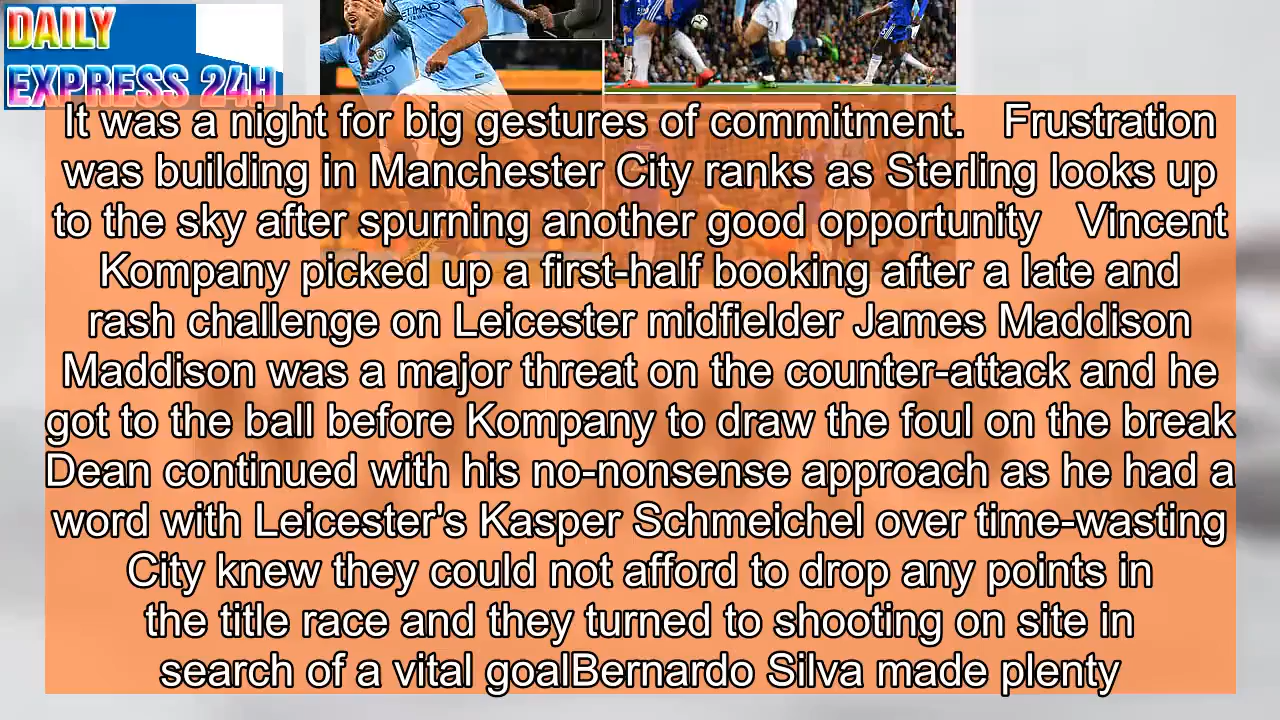 DAILY
EXPRESS 24H
It was a night for big gestures of commitment. Frustration
was building in Manchester City ranks as Sterling looks up
to the sky after spurning another good opportunity Vincent
Kompany picked up a first-half booking after a late and
rash challenge on Leicester midfielder James Maddison
Maddison was a major threat on the counter-attack and he
got to the ball before Kompany to draw the foul on the break
Dean continued with his no-nonsense approach as he had a
word with Leicester's Kasper Schmeichel over time-wasting
City knew they could not afford to drop any points in
the title race and they turned to shooting on site in
search of a vital goalBernardo Silva made plenty